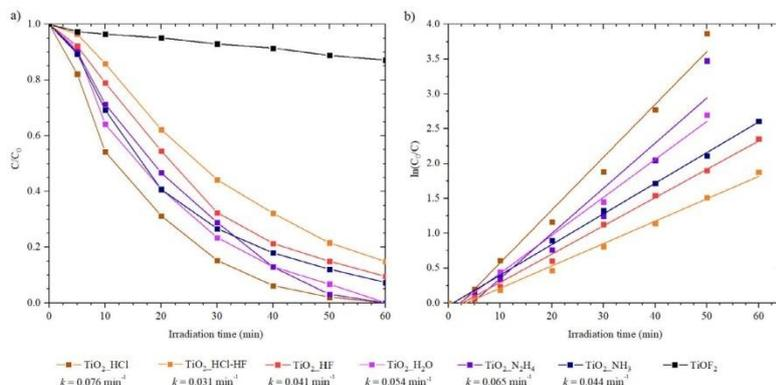 a)
b)
1.0
0.8
0.6
0.4
0.2
0.0
C/C₀
0 10 20 30 40 50 60
Irradiation time (min)
4.0
3.5
3.0
2.5
2.0
1.5
1.0
0.5
0.0
ln(C₀/C)
0 10 20 30 40 50 60 70
Irradiation time (min)
TiO₂_HCl TiO₂_HCl-HF TiO₂_HF TiO₂_H₂O TiO₂_N₂H₄ TiO₂_NH₃ TiOF₂
k = 0.076 min⁻¹ k = 0.031 min⁻¹ k = 0.041 min⁻¹ k = 0.054 min⁻¹ k = 0.065 min⁻¹ k = 0.044 min⁻¹